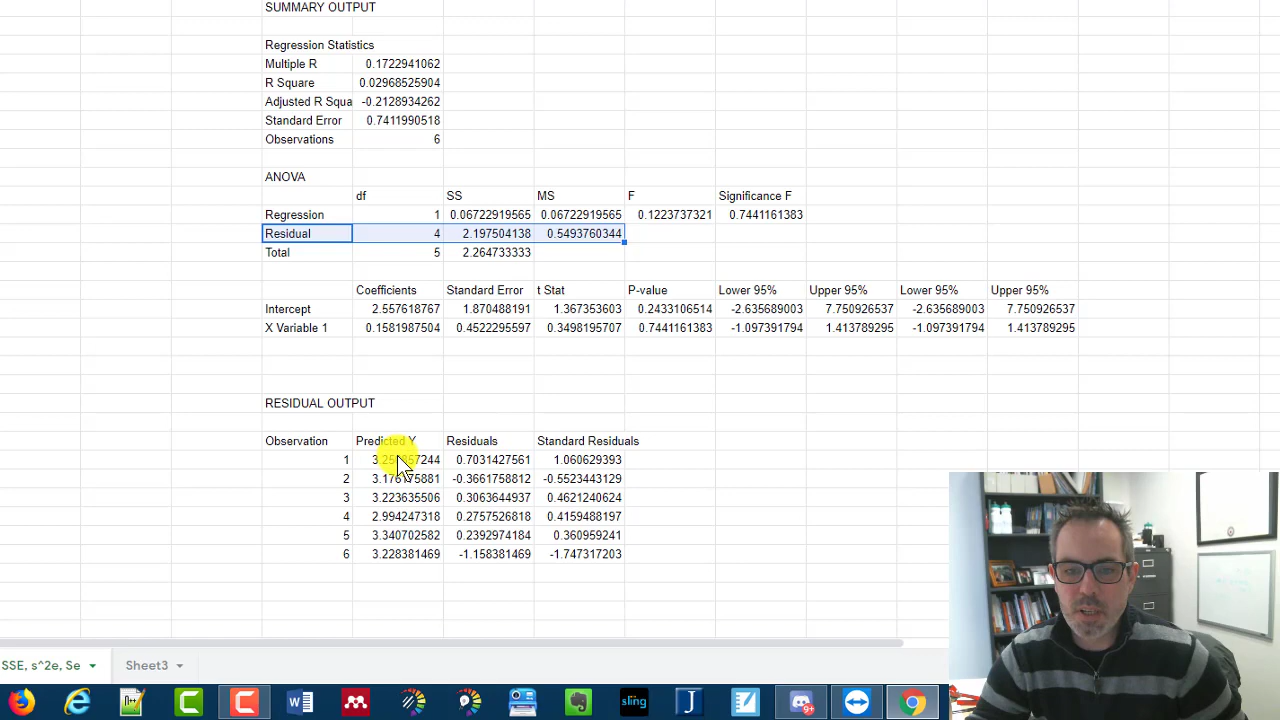 SUMMARY OUTPUT
Regression Statistics
Multiple R 0.1722941062
R Square 0.02968525904
Adjusted R Squa -0.2128934262
Standard Error 0.7411990518
Observations 6
ANOVA
df SS MS F Significance F
Regression 1 0.06722919565 0.06722919565 0.1223737321 0.7441161383
Residual 4 2.197504138 0.5493760344
Total 5 2.264733333
Coefficients Standard Error t Stat P-value Lower 95% Upper 95% Lower 95% Upper 95%
Intercept 2.557618767 1.870488191 1.367353603 0.2433106514 -2.635689003 7.750926537 -2.635689003 7.750926537
X Variable 1 0.1581987504 0.4522295597 0.3498195707 0.7441161383 -1.097391794 1.413789295 -1.097391794 1.413789295
RESIDUAL OUTPUT
Observation Predicted Y Residuals Standard Residuals
1 0.7031427561 1.060629393
2 -0.3661758812 -0.5523443129
3 3.223635506 0.3063644937 0.4621240624
4 2.994247318 0.2757526818 0.4159488197
5 3.340702582 0.2392974184 0.360959241
6 3.228381469 -1.158381469 -1.747317203
SSE, s^2e, Se Sheet3
sling
9+